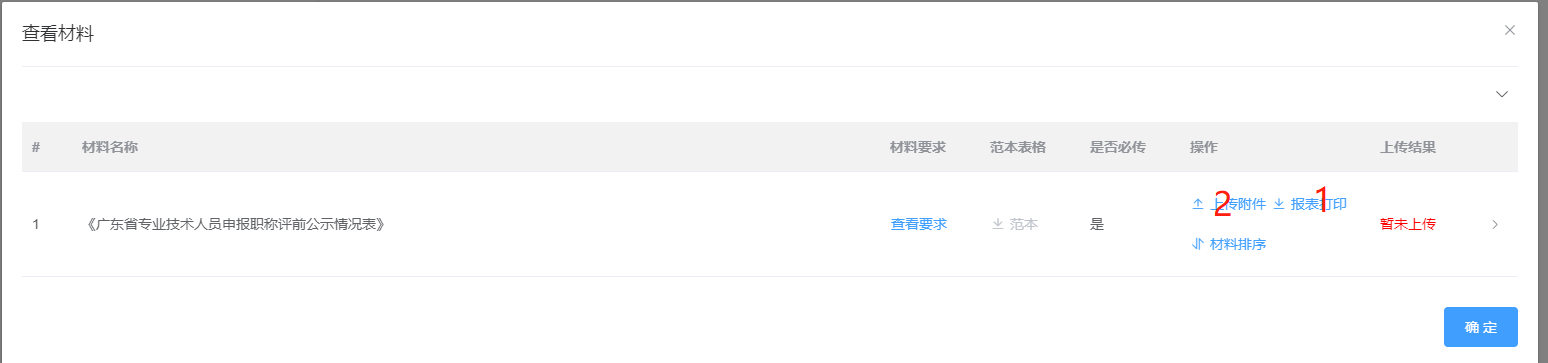 查看材料
# 材料名称 材料要求 范本表格 是否必传 操作 上传结果
1 《广东省专业技术人员申报职称评前公示情况表》 查看要求 范本 是 上传附件 报表打印 暂未上传
2 1
材料排序
确 定